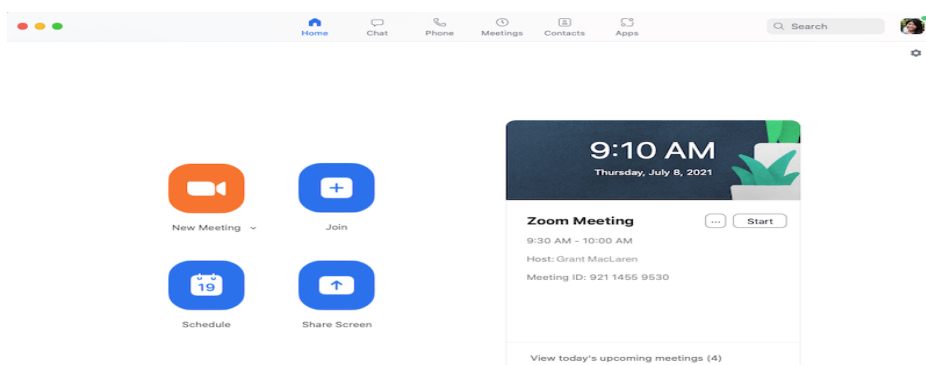 Home
Chat
Phone
Meetings
Contacts
Apps
Search
9:10 AM
Thursday, July 8, 2021
New Meeting
Join
19
Schedule
Share Screen
Zoom Meeting
... Start
9:30 AM - 10:00 AM
Host: Grant MacLaren
Meeting ID: 921 1455 9530
View today's upcoming meetings (4)